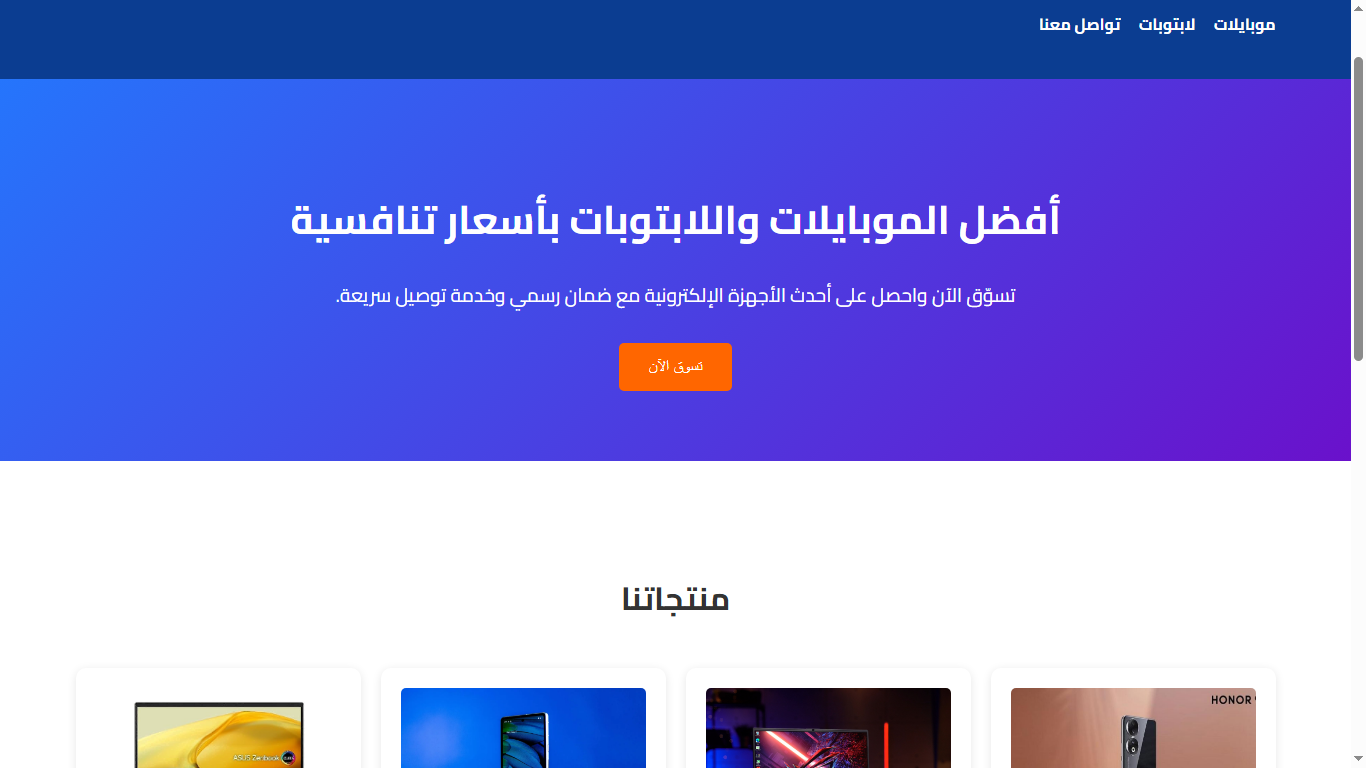 موبايلات لابتوبات تواصل معنا
أفضل الموبايلات واللابتوبات بأسعار تنافسية
تسوّق الآن واحصل على أحدث الأجهزة الإلكترونية مع ضمان رسمي وخدمة توصيل سريعة.
تسوق الآن
منتجاتنا
HONOR
ASUS Zenbook